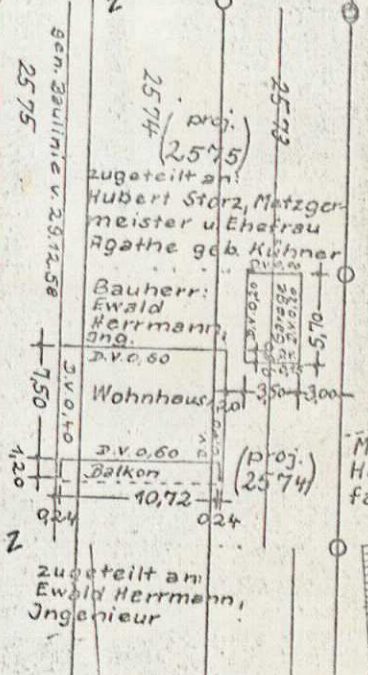 gen. Baulinie v. 29.12.58
2575
2574
(proj.
2575)
2573
zugeteilt an:
Hubert Storz, Metzger-
meister u. Ehefrau
Agathe geb. Kühner
Bauherr:
Ewald
Herrmann,
Ing.
D.V. 0,60
D.V. 0,40
Wohnhaus
7,50
5,70
3,50
3,00
D.V. 0,60
Balkon
1,20
10,72
0,24
0,24
(proj.
2574)
zugeteilt an:
Ewald Herrmann,
Ingenieur